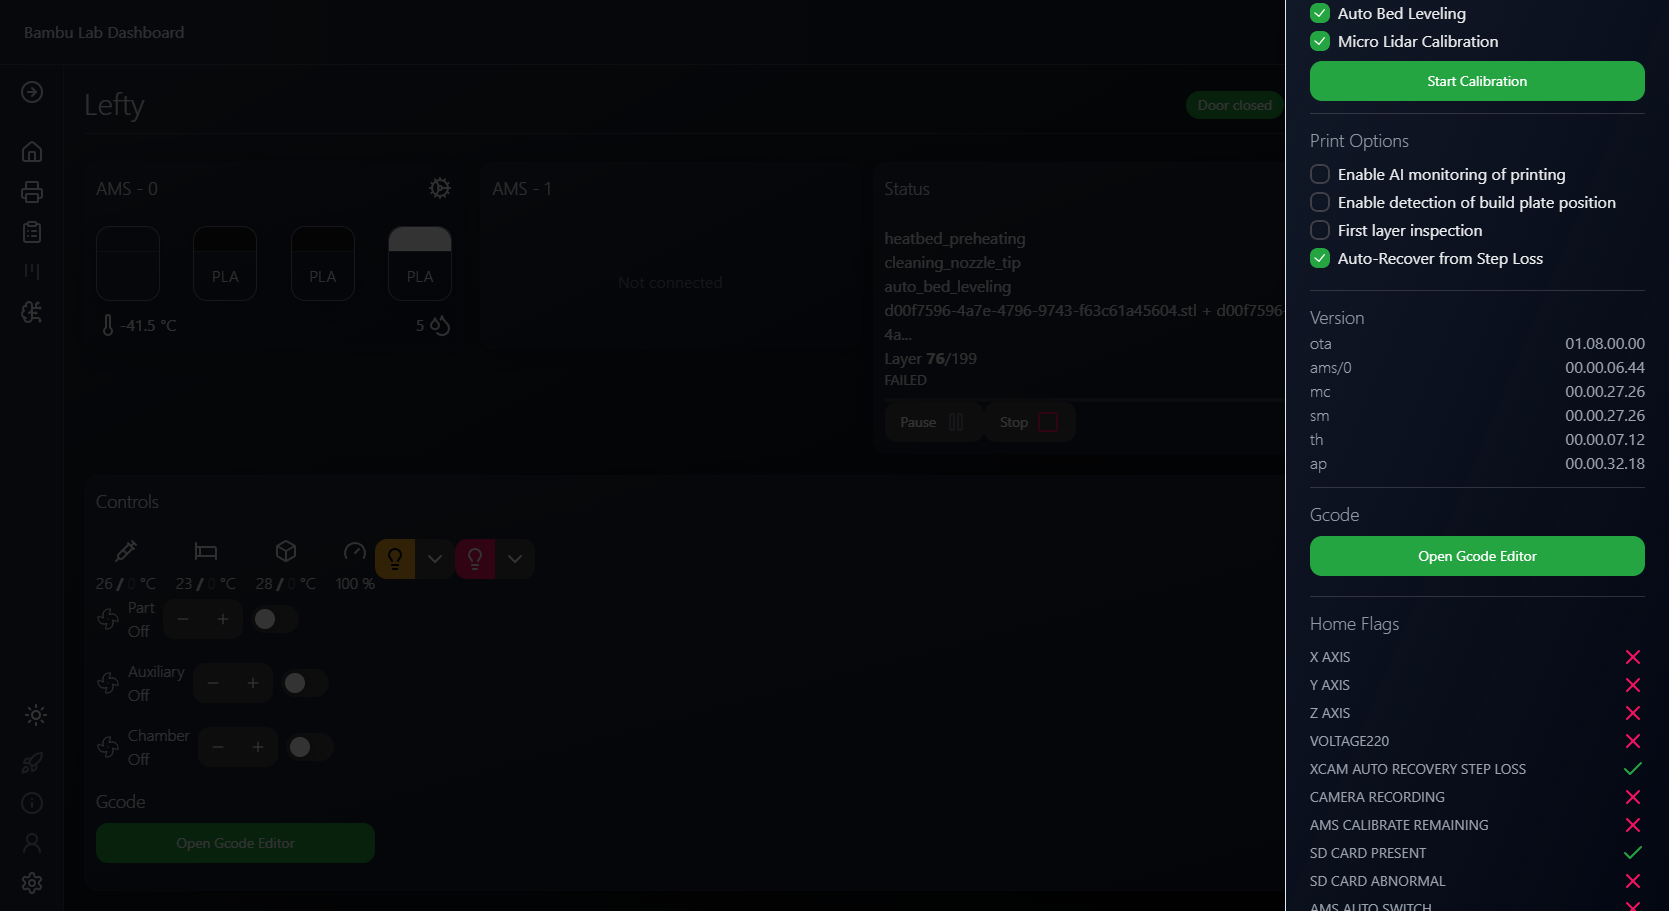 Bambu Lab Dashboard
Lefty
Door closed
AMS - 0
PLA
PLA
PLA
-41.5 °C
5
AMS - 1
Not connected
Status
heatbed_preheating
cleaning_nozzle_tip
auto_bed_leveling
d00f7596-4a7e-4796-9743-f63c61a45604.stl + d00f7596-
4a...
Layer 76/199
FAILED
Pause
Stop
Controls
26 / 0 °C
23 / 0 °C
28 / 0 °C
100 %
Part
Off
Auxiliary
Off
Chamber
Off
Gcode
Open Gcode Editor
Auto Bed Leveling
Micro Lidar Calibration
Start Calibration
Print Options
Enable AI monitoring of printing
Enable detection of build plate position
First layer inspection
Auto-Recover from Step Loss
Version
ota 01.08.00.00
ams/0 00.00.06.44
mc 00.00.27.26
sm 00.00.27.26
th 00.00.07.12
ap 00.00.32.18
Gcode
Open Gcode Editor
Home Flags
X AXIS
Y AXIS
Z AXIS
VOLTAGE220
XCAM AUTO RECOVERY STEP LOSS
CAMERA RECORDING
AMS CALIBRATE REMAINING
SD CARD PRESENT
SD CARD ABNORMAL
AMS AUTO SWITCH